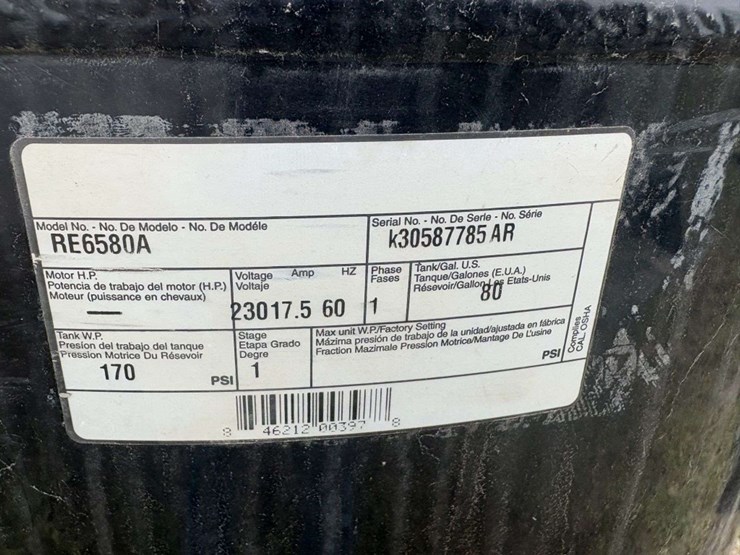 Model No. - No. De Modelo - No. De Modéle
RE6580A
Serial No. - No. De Serie - No. Série
k30587785 AR
Motor H.P.
Potencia de trabajo del motor (H.P.)
Moteur (puissance en chevaux)
—
Voltage Amp HZ
Voltaje
230 17.5 60
Phase
Fases
1
Tank/Gal. U.S.
Tanque/Galones (E.U.A.)
Résevoir/Gallon Les Etats-Unis
80
Tank W.P.
Presion del trabajo del tanque
Pression Motrice Du Résevoir
170 PSI
Stage
Etapa Grado
Degre
1
Max unit W.P/Factory Setting
Mázima présion de trabajo de la unidad/ajustada en fábrica
Fraction Mazimale Pression Motrice/Mantage De L'usine
PSI
Complies
CAL OSHA
8 46212 00397 8